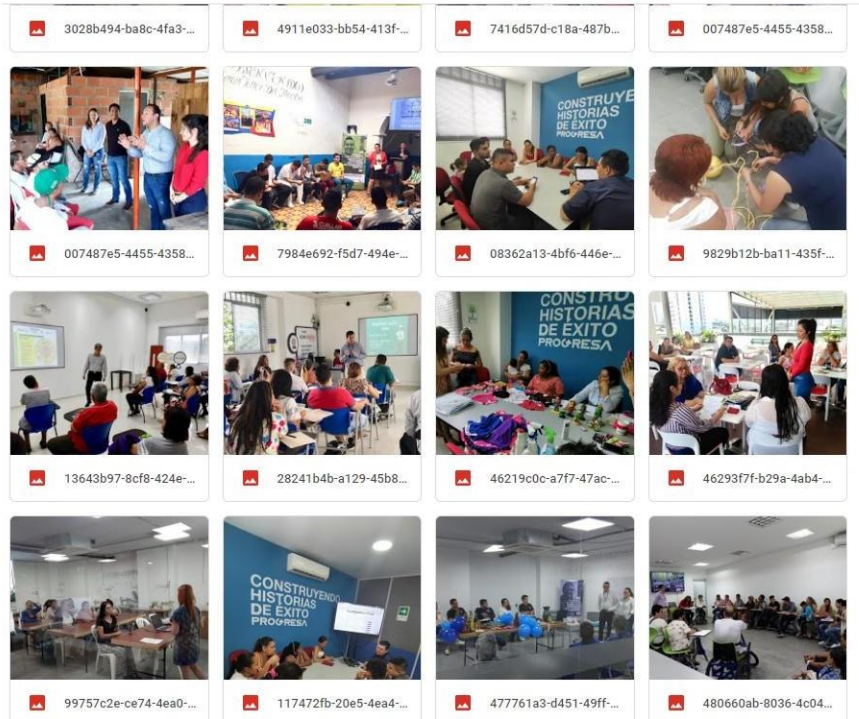 3028b494-ba8c-4fa3-...
4911e033-bb54-413f-...
7416d57d-c18a-487b...
007487e5-4455-4358...
CONSTRUYE
HISTORIAS
DE ÉXITO
PROGRESA
007487e5-4455-4358...
7984e692-f5d7-494e-...
08362a13-4bf6-446e-...
9829b12b-ba11-435f-...
CONSTRU
HISTORIAS
DE ÉXITO
PROGRESA
13643b97-8cf8-424e-...
28241b4b-a129-45b8...
46219c0c-a7f7-47ac-...
46293f7f-b29a-4ab4-...
CONSTRUYENDO
HISTORIAS
DE ÉXITO
PROGRESA
99757c2e-ce74-4ea0-...
117472fb-20e5-4ea4-...
477761a3-d451-49ff-...
480660ab-8036-4c04...